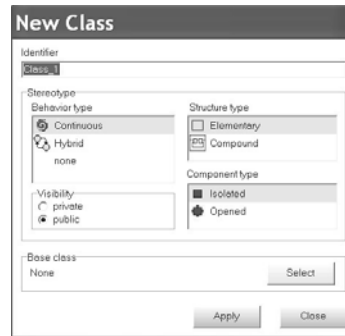 New Class
Identifier
Class_1
Stereotype
Behavior type
Continuous
Hybrid
none
Structure type
Elementary
Compound
Visibility
private
public
Component type
Isolated
Opened
Base class
None
Select
Apply
Close